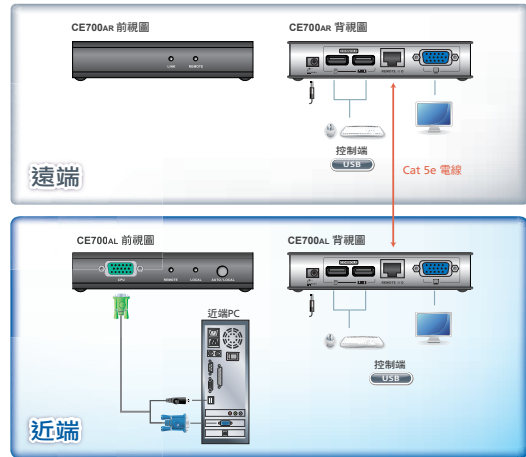 CE700AR 前視圖
LINK REMOTE
CE700AR 背視圖
REMOTE I/O
控制端
USB
Cat 5e 電線
遠端
CE700AL 前視圖
CPU REMOTE LOCAL AUTO/LOCAL
CE700AL 背視圖
近端PC
控制端
USB
近端